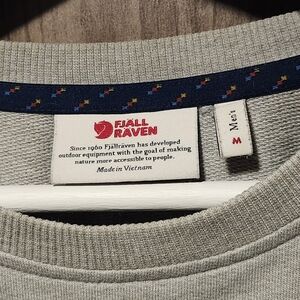 FJÄLL
RÄVEN
Since 1960 Fjällräven has developed
outdoor equipment with the goal of making
nature more accessible to people.
Made in Vietnam
Men's
M